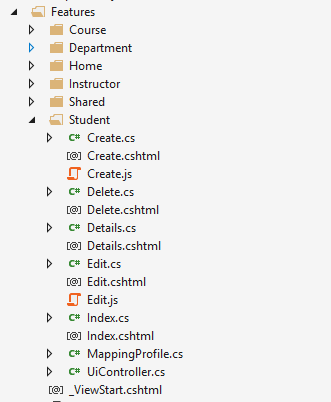 Features
Course
Department
Home
Instructor
Shared
Student
C# Create.cs
[@] Create.cshtml
Create.js
C# Delete.cs
[@] Delete.cshtml
C# Details.cs
[@] Details.cshtml
C# Edit.cs
[@] Edit.cshtml
Edit.js
C# Index.cs
[@] Index.cshtml
C# MappingProfile.cs
C# UiController.cs
[@] _ViewStart.cshtml